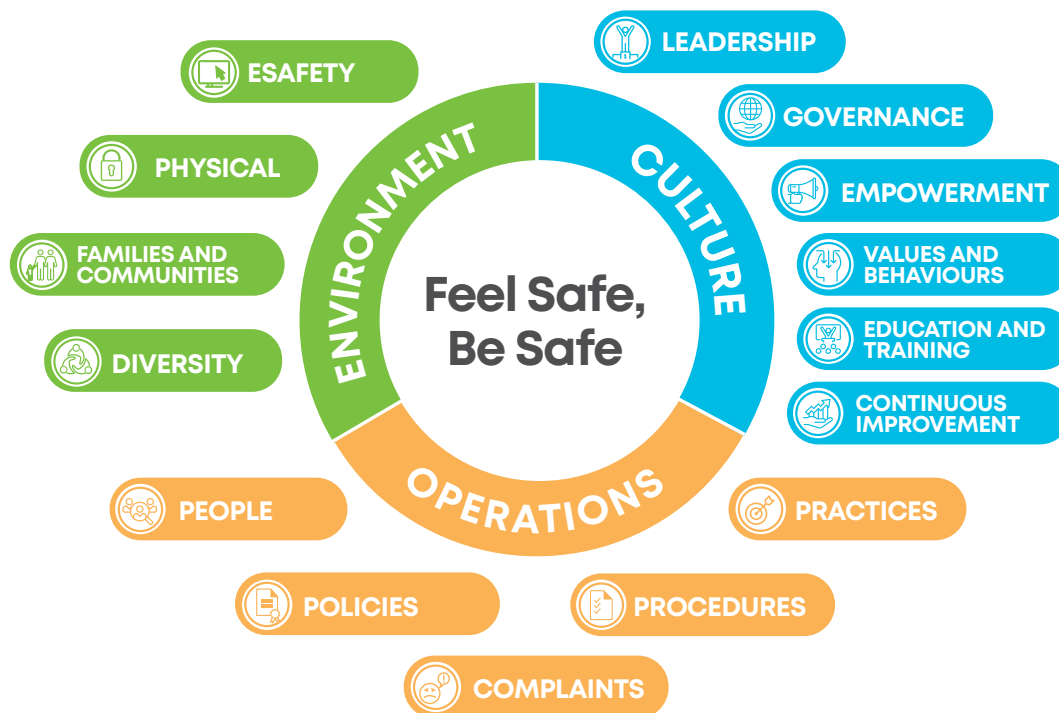 ESAFETY
PHYSICAL
FAMILIES AND
COMMUNITIES
DIVERSITY
ENVIRONMENT
CULTURE
OPERATIONS
Feel Safe,
Be Safe
LEADERSHIP
GOVERNANCE
EMPOWERMENT
VALUES AND
BEHAVIOURS
EDUCATION AND
TRAINING
CONTINUOUS
IMPROVEMENT
PEOPLE
PRACTICES
POLICIES
PROCEDURES
COMPLAINTS